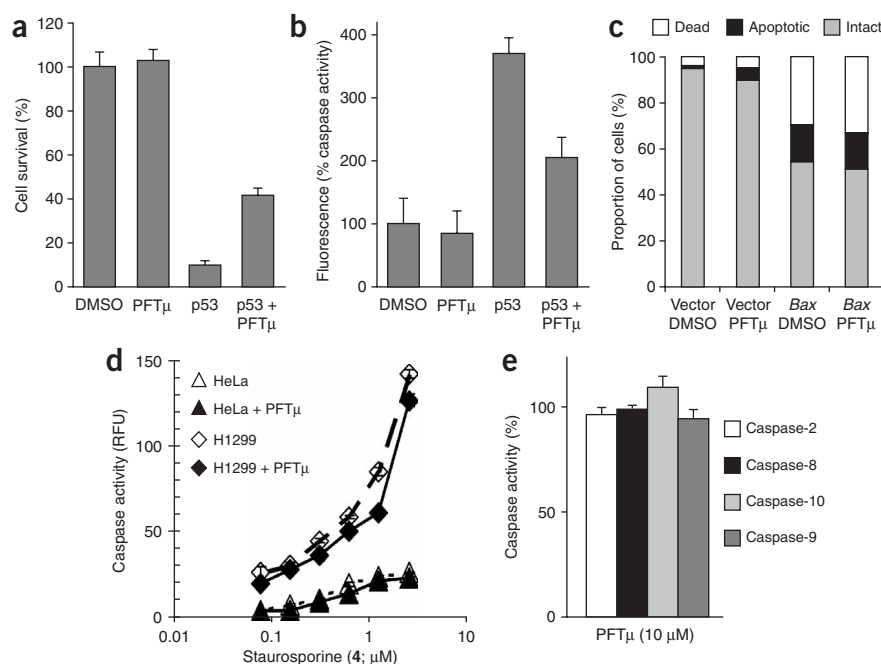 a
Cell survival (%)
120
100
80
60
40
20
0
DMSO PFTμ p53 p53 +
PFTμ
b
Fluorescence (% caspase activity)
400
300
200
100
0
DMSO PFTμ p53 p53 +
PFTμ
c
Dead Apoptotic Intact
Proportion of cells (%)
100
80
60
40
20
0
Vector Vector Bax Bax
DMSO PFTμ DMSO PFTμ
d
Caspase activity (RFU)
150
100
50
0
HeLa
HeLa + PFTμ
H1299
H1299 + PFTμ
0.01 0.1 1 10
Staurosporine (4; μM)
e
Caspase activity (%)
100
50
0
PFTμ (10 μM)
Caspase-2
Caspase-8
Caspase-10
Caspase-9